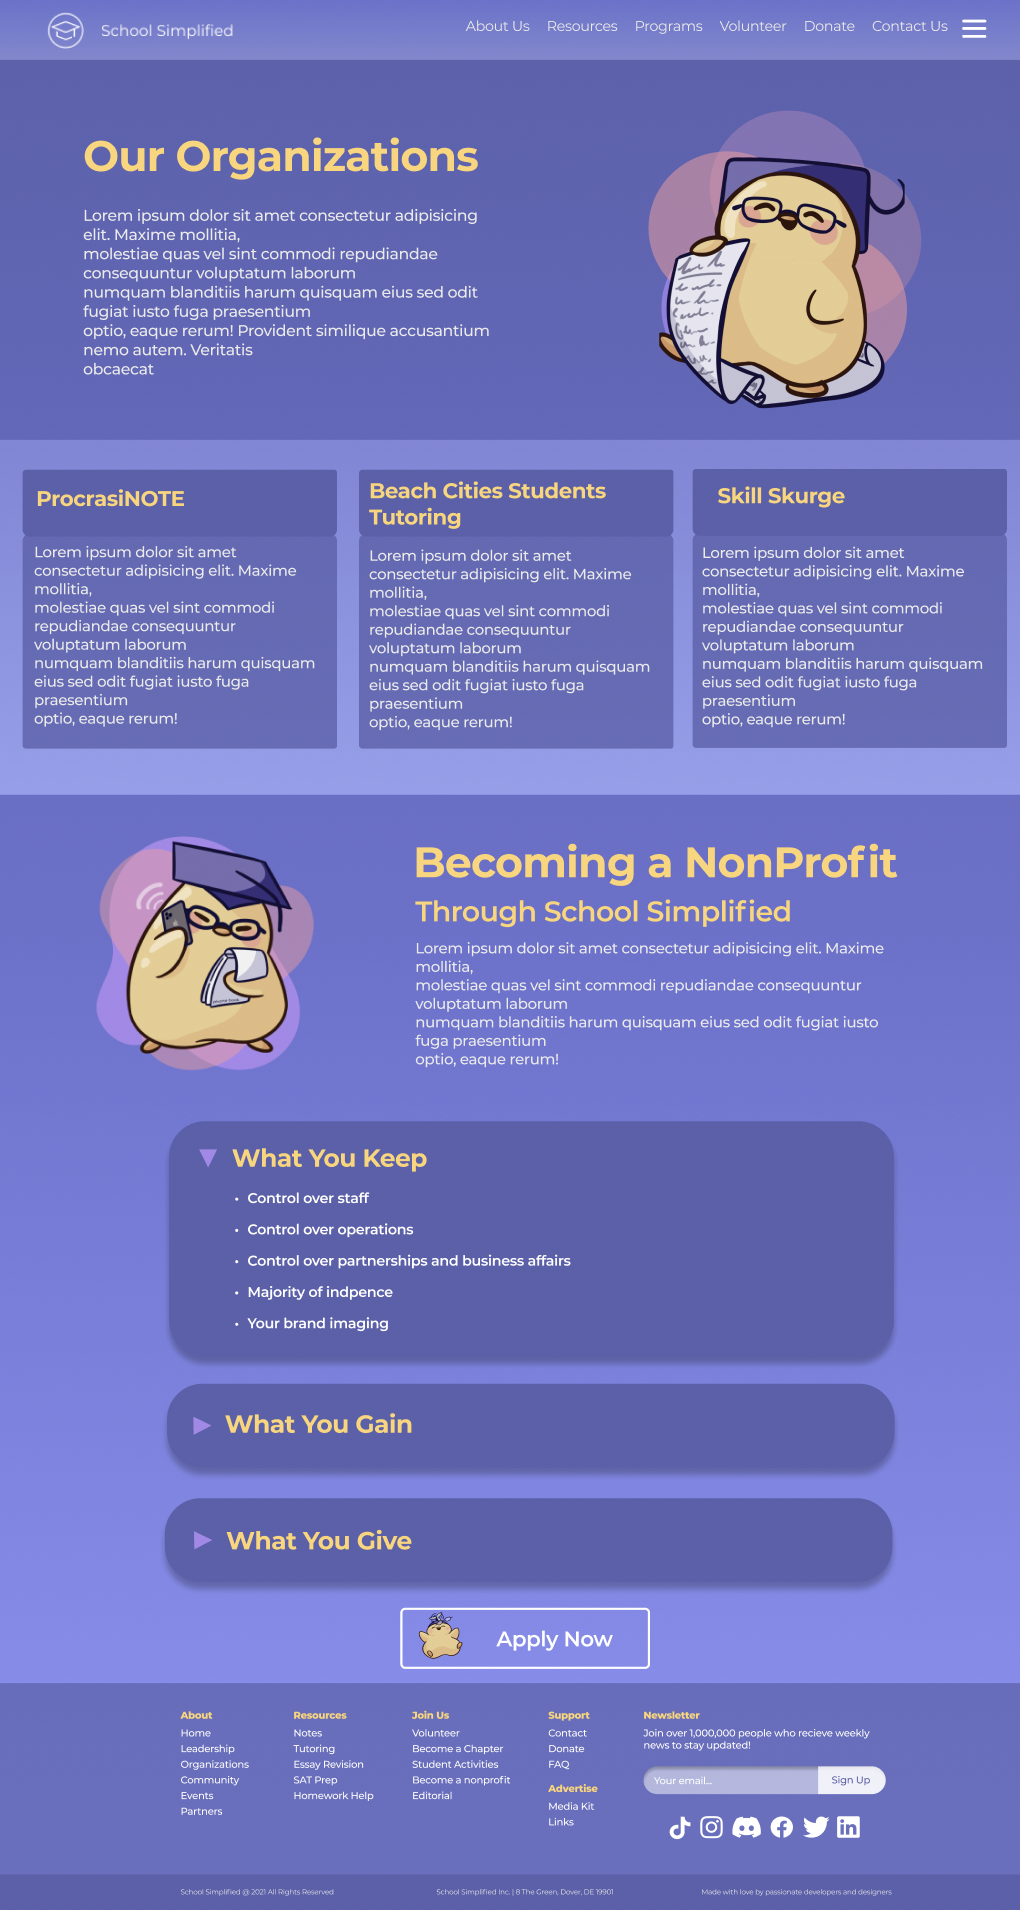 School Simplified
About Us Resources Programs Volunteer Donate Contact Us
Our Organizations
Lorem ipsum dolor sit amet consectetur adipisicing
elit. Maxime mollitia,
molestiae quas vel sint commodi repudiandae
consequuntur voluptatum laborum
numquam blanditiis harum quisquam eius sed odit
fugiat iusto fuga praesentium
optio, eaque rerum! Provident similique accusantium
nemo autem. Veritatis
obcaecat
ProcrasiNOTE
Lorem ipsum dolor sit amet
consectetur adipisicing elit. Maxime
mollitia,
molestiae quas vel sint commodi
repudiandae consequuntur
voluptatum laborum
numquam blanditiis harum quisquam
eius sed odit fugiat iusto fuga
praesentium
optio, eaque rerum!
Beach Cities Students
Tutoring
Lorem ipsum dolor sit amet
consectetur adipisicing elit. Maxime
mollitia,
molestiae quas vel sint commodi
repudiandae consequuntur
voluptatum laborum
numquam blanditiis harum quisquam
eius sed odit fugiat iusto fuga
praesentium
optio, eaque rerum!
Skill Skurge
Lorem ipsum dolor sit amet
consectetur adipisicing elit. Maxime
mollitia,
molestiae quas vel sint commodi
repudiandae consequuntur
voluptatum laborum
numquam blanditiis harum quisquam
eius sed odit fugiat iusto fuga
praesentium
optio, eaque rerum!
Becoming a NonProfit
Through School Simplified
Lorem ipsum dolor sit amet consectetur adipisicing elit. Maxime
mollitia,
molestiae quas vel sint commodi repudiandae consequuntur
voluptatum laborum
numquam blanditiis harum quisquam eius sed odit fugiat iusto
fuga praesentium
optio, eaque rerum!
What You Keep
• Control over staff
• Control over operations
• Control over partnerships and business affairs
• Majority of indpence
• Your brand imaging
What You Gain
What You Give
Apply Now
About
Home
Leadership
Organizations
Community
Events
Partners
Resources
Notes
Tutoring
Essay Revision
SAT Prep
Homework Help
Join Us
Volunteer
Become a Chapter
Student Activities
Become a nonprofit
Editorial
Support
Contact
Donate
FAQ
Advertise
Media Kit
Links
Newsletter
Join over 1,000,000 people who recieve weekly
news to stay updated!
Your email...
Sign Up
School Simplified @ 2021 All Rights Reserved
School Simplified Inc. | 8 The Green, Dover, DE 19901
Made with love by passionate developers and designers